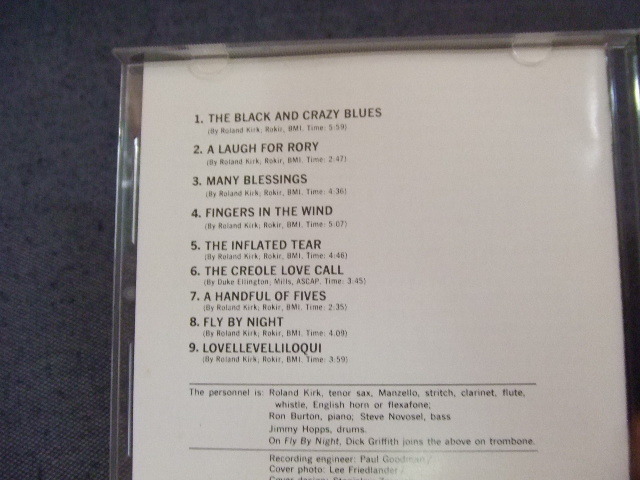 1. THE BLACK AND CRAZY BLUES
(By Roland Kirk; Rokir, BMI. Time: 5:59)
2. A LAUGH FOR RORY
(By Roland Kirk; Rokir, BMI. Time: 2:47)
3. MANY BLESSINGS
(By Roland Kirk; Rokir, BMI. Time: 4:36)
4. FINGERS IN THE WIND
(By Roland Kirk; Rokir, BMI. Time: 5:07)
5. THE INFLATED TEAR
(By Roland Kirk; Rokir, BMI. Time: 4:46)
6. THE CREOLE LOVE CALL
(By Duke Ellington; Mills, ASCAP. Time: 3:45)
7. A HANDFUL OF FIVES
(By Roland Kirk; Rokir, BMI. Time: 2:35)
8. FLY BY NIGHT
(By Roland Kirk; Rokir, BMI. Time: 4:09)
9. LOVELLEVELLILOQUI
(By Roland Kirk; Rokir, BMI. Time: 3:59)
The personnel is: Roland Kirk, tenor sax, Manzello, stritch, clarinet, flute,
whistle, English horn or flexafone;
Ron Burton, piano; Steve Novosel, bass
Jimmy Hopps, drums.
On Fly By Night, Dick Griffith joins the above on trombone.
Recording engineer: Paul Goodman/
Cover photo: Lee Friedlander/
Cover design: